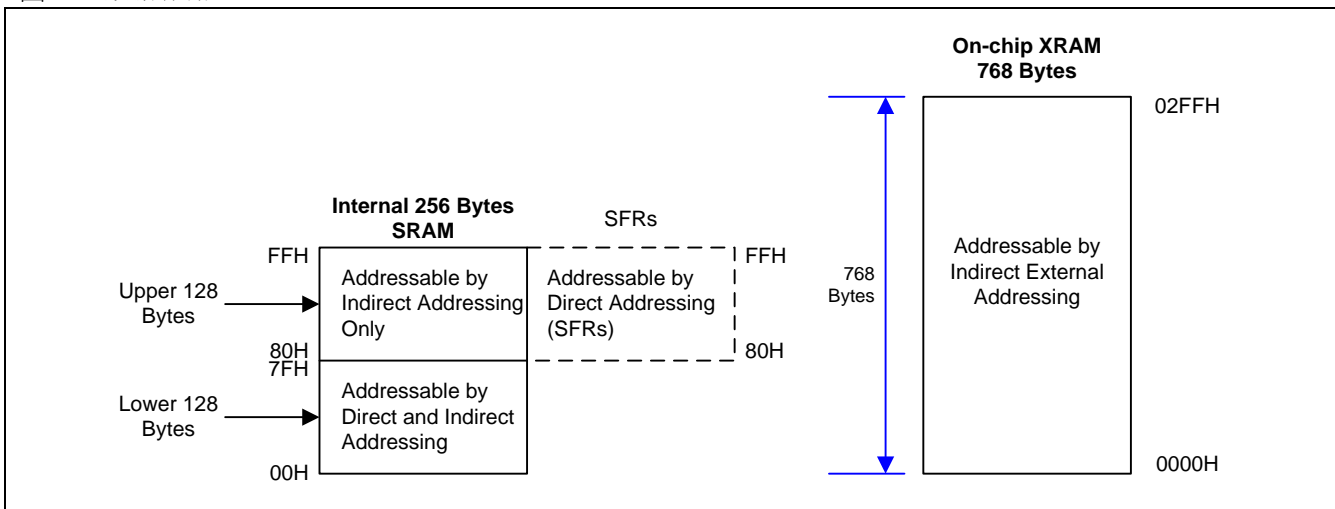 On-chip XRAM
768 Bytes
02FFH
Internal 256 Bytes
SRAM
SFRs
FFH
FFH
Upper 128
Bytes
Addressable by
Indirect Addressing
Only
Addressable by
Direct Addressing
(SFRs)
80H
80H
7FH
Lower 128
Bytes
Addressable by
Direct and Indirect
Addressing
00H
768
Bytes
Addressable by
Indirect External
Addressing
0000H